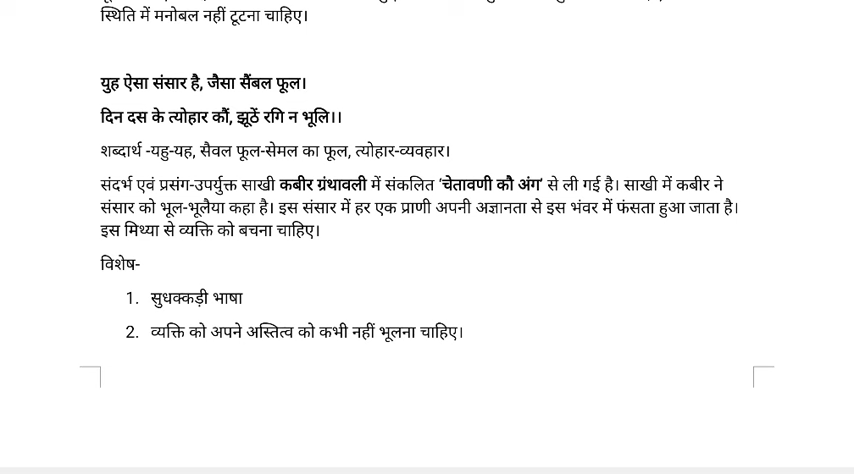 स्थिति में मनोबल नहीं टूटना चाहिए।
युह ऐसा संसार है, जैसा सैंबल फूल।
दिन दस के त्योहार कौं, झूठें रगि न भूलि।।
शब्दार्थ -यहु-यह, सैवल फूल-सेमल का फूल, त्योहार-व्यवहार।
संदर्भ एवं प्रसंग-उपर्युक्त साखी कबीर ग्रंथावली में संकलित ‘चेतावणी कौ अंग’ से ली गई है। साखी में कबीर ने
संसार को भूल-भूलैया कहा है। इस संसार में हर एक प्राणी अपनी अज्ञानता से इस भंवर में फंसता हुआ जाता है।
इस मिथ्या से व्यक्ति को बचना चाहिए।
विशेष-
1. सुधक्कड़ी भाषा
2. व्यक्ति को अपने अस्तित्व को कभी नहीं भूलना चाहिए।